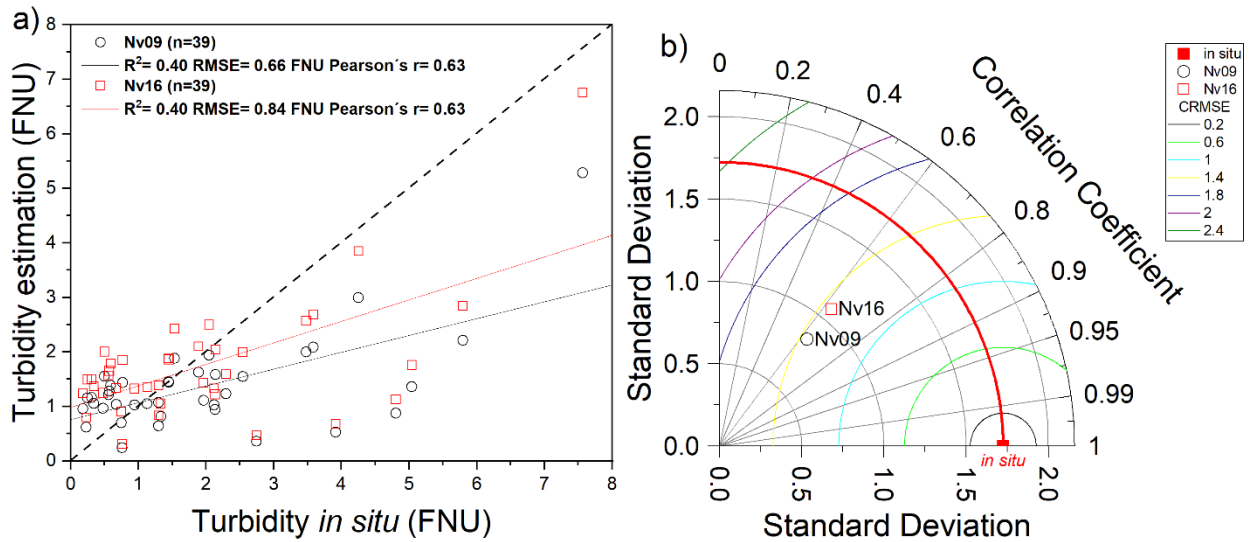 a)
Nv09 (n=39)
R²= 0.40 RMSE= 0.66 FNU Pearson´s r= 0.63
Nv16 (n=39)
R²= 0.40 RMSE= 0.84 FNU Pearson´s r= 0.63
Turbidity estimation (FNU)
8
7
6
5
4
3
2
1
0
0 1 2 3 4 5 6 7 8
Turbidity in situ (FNU)
b)
0
0.2
0.4
0.6
0.8
0.9
0.95
0.99
1
Correlation Coefficient
Standard Deviation
2.0
1.5
1.0
0.5
0.0
Nv16
Nv09
in situ
0.0 0.5 1.0 1.5 2.0
Standard Deviation
in situ
Nv09
Nv16
CRMSE
0.2
0.6
1
1.4
1.8
2
2.4